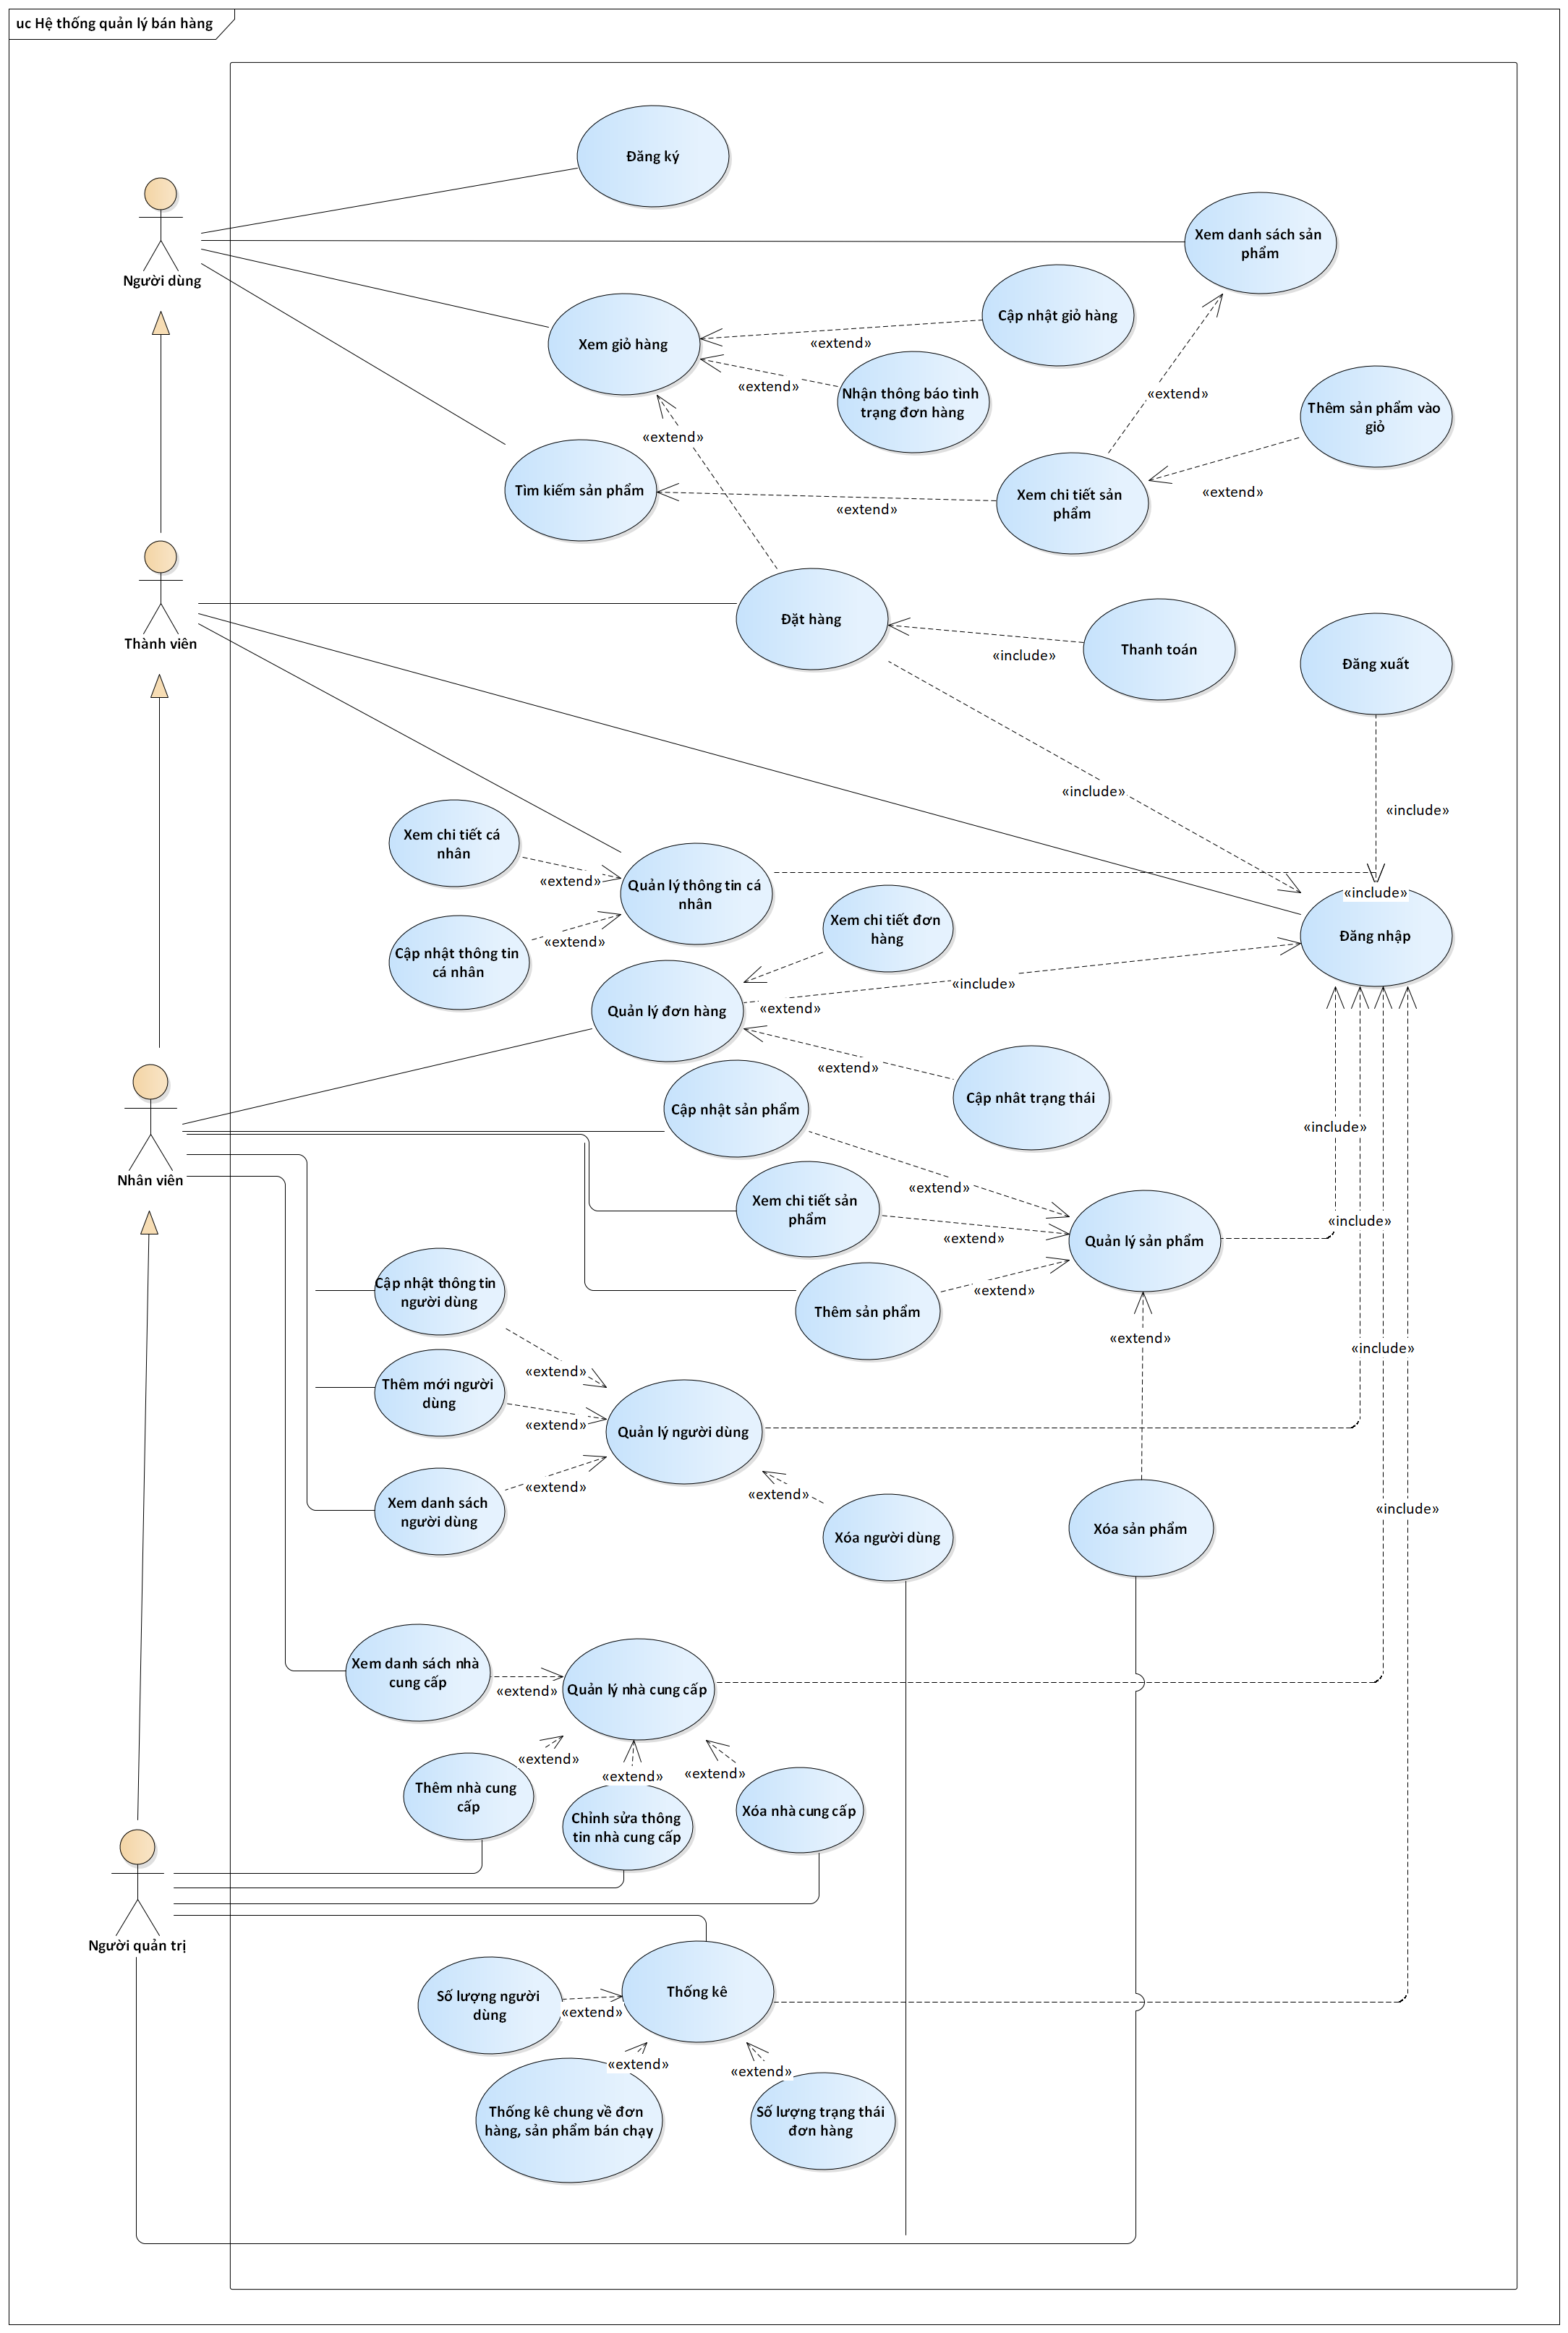 uc Hệ thống quản lý bán hàng
Đăng ký
Người dùng
Xem danh sách sản
phẩm
Xem giỏ hàng
Cập nhật giỏ hàng
«extend»
Nhận thông báo tình
trạng đơn hàng
«extend»
«extend»
Thêm sản phẩm vào
giỏ
«extend»
Tìm kiếm sản phẩm
Xem chi tiết sản
phẩm
«extend»
«extend»
Thành viên
Đặt hàng
Thanh toán
«include»
Đăng xuất
«include»
«include»
Xem chi tiết cá
nhân
«extend»
Quản lý thông tin cá
nhân
«include»
Cập nhật thông tin
cá nhân
«extend»
Xem chi tiết đơn
hàng
Đăng nhập
«include»
Quản lý đơn hàng
«extend»
«extend»
Cập nhât trạng thái
Cập nhật sản phẩm
«include»
Nhân viên
«extend»
Xem chi tiết sản
phẩm
«extend»
Quản lý sản phẩm
«include»
Cập nhật thông tin
người dùng
Thêm sản phẩm
«extend»
«extend»
«include»
«extend»
Thêm mới người
dùng
«extend»
Quản lý người dùng
Xem danh sách
người dùng
«extend»
«extend»
«include»
Xóa người dùng
Xóa sản phẩm
Xem danh sách nhà
cung cấp
«extend»
Quản lý nhà cung cấp
«extend»
«extend»
«extend»
Thêm nhà cung
cấp
Chỉnh sửa thông
tin nhà cung cấp
Xóa nhà cung cấp
Người quản trị
Số lượng người
dùng
«extend»
Thống kê
«extend»
«extend»
Thống kê chung về đơn
hàng, sản phẩm bán chạy
Số lượng trạng thái
đơn hàng